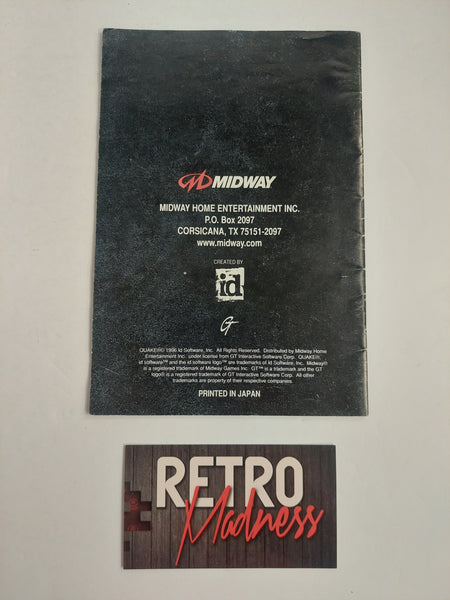 MIDWAY
MIDWAY HOME ENTERTAINMENT INC.
P.O. Box 2097
CORSICANA, TX 75151-2097
www.midway.com
CREATED BY
id
GT
QUAKE® © 1996 Id Software, Inc. All Rights Reserved. Distributed by Midway Home
Entertainment Inc. under license from GT Interactive Software Corp. QUAKE®,
id software™ and the id software logo™ are trademarks of Id Software, Inc. Midway®
is a registered trademark of Midway Games Inc. GT™ is a trademark and the GT
logo® is a registered trademark of GT Interactive Software Corp. All other
trademarks are property of their respective companies.
PRINTED IN JAPAN
RETRO
Madness